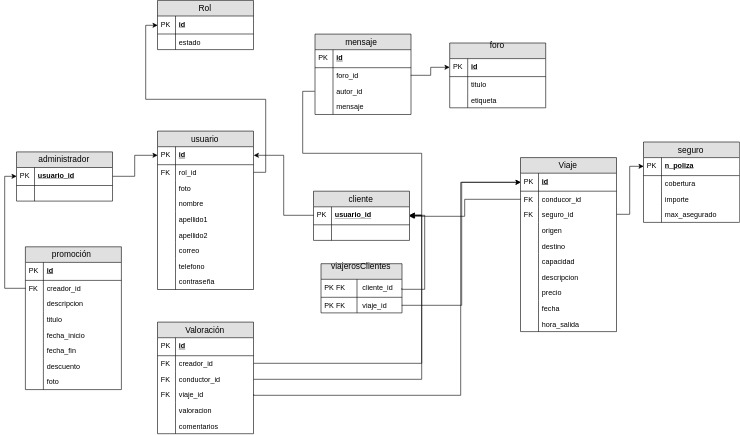 Rol
PK id
estado
mensaje
PK id
foro_id
autor_id
mensaje
foro
PK id
titulo
etiqueta
usuario
PK id
FK rol_id
foto
nombre
apellido1
apellido2
correo
telefono
contraseña
administrador
PK usuario_id
promoción
PK id
FK creador_id
descripcion
titulo
fecha_inicio
fecha_fin
descuento
foto
cliente
PK usuario_id
viajerosClientes
PK FK cliente_id
PK FK viaje_id
Viaje
PK id
FK conducor_id
FK seguro_id
origen
destino
capacidad
descripcion
precio
fecha
hora_salida
seguro
PK n_poliza
cobertura
importe
max_asegurado
Valoración
PK id
FK creador_id
FK conductor_id
FK viaje_id
valoracion
comentarios